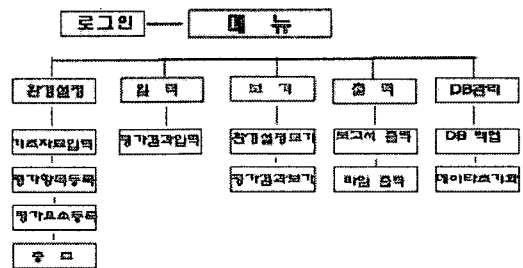 로그인 메 뉴
환경설정 입 력 보 기 출 력 DB관리
기초자료입력 평가결과입력 환경설정보기 보고서 출력 DB 백업
평가항목등록 평가결과보기 파일 출력 데이타초기화
평가요소등록
종 료